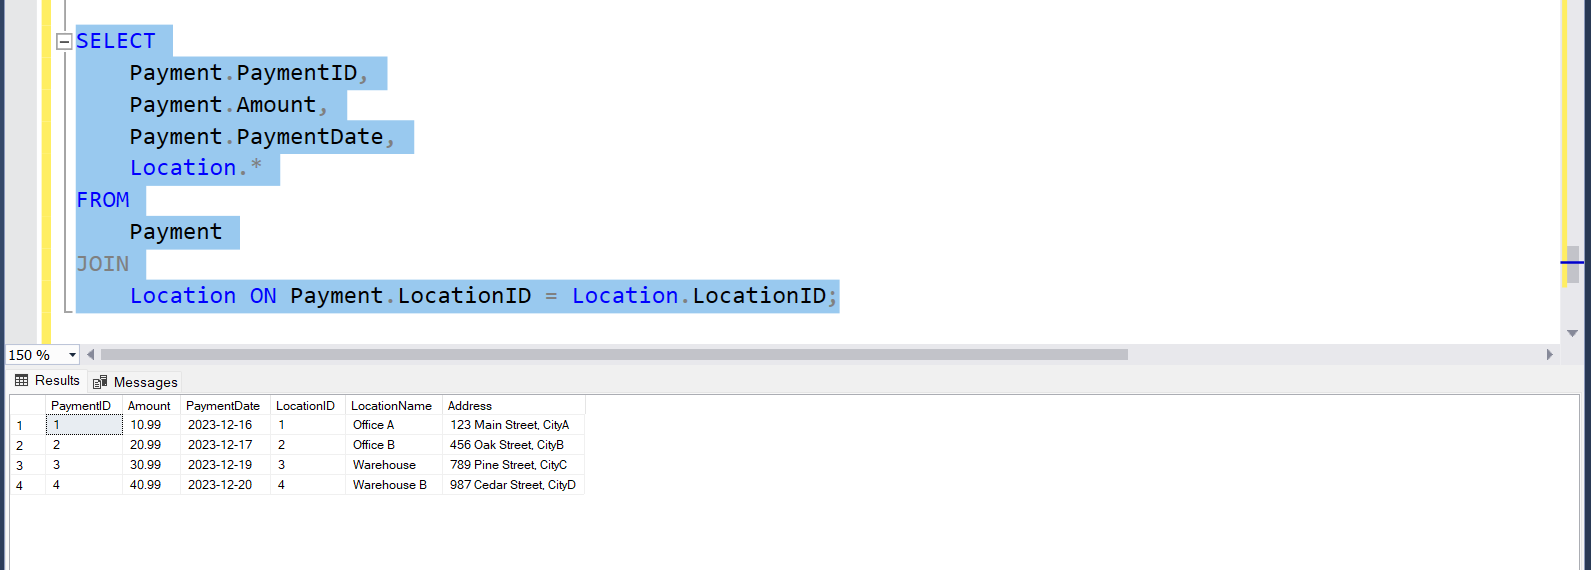 SELECT
Payment.PaymentID,
Payment.Amount,
Payment.PaymentDate,
Location.*
FROM
Payment
JOIN
Location ON Payment.LocationID = Location.LocationID;
150 %
Results Messages
PaymentID Amount PaymentDate LocationID LocationName Address
1 1 10.99 2023-12-16 1 Office A 123 Main Street, CityA
2 2 20.99 2023-12-17 2 Office B 456 Oak Street, CityB
3 3 30.99 2023-12-19 3 Warehouse 789 Pine Street, CityC
4 4 40.99 2023-12-20 4 Warehouse B 987 Cedar Street, CityD